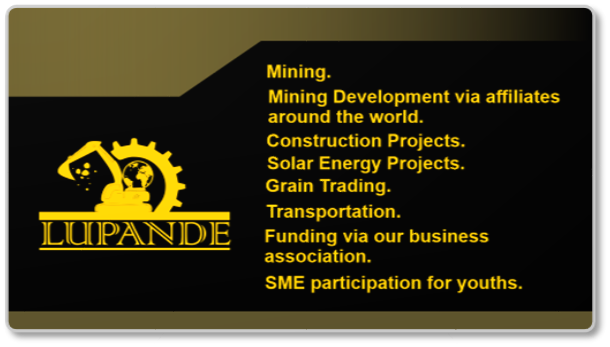 Mining.
Mining Development via affiliates
around the world.
Construction Projects.
Solar Energy Projects.
Grain Trading.
Transportation.
Funding via our business
association.
SME participation for youths.
LUPANDE